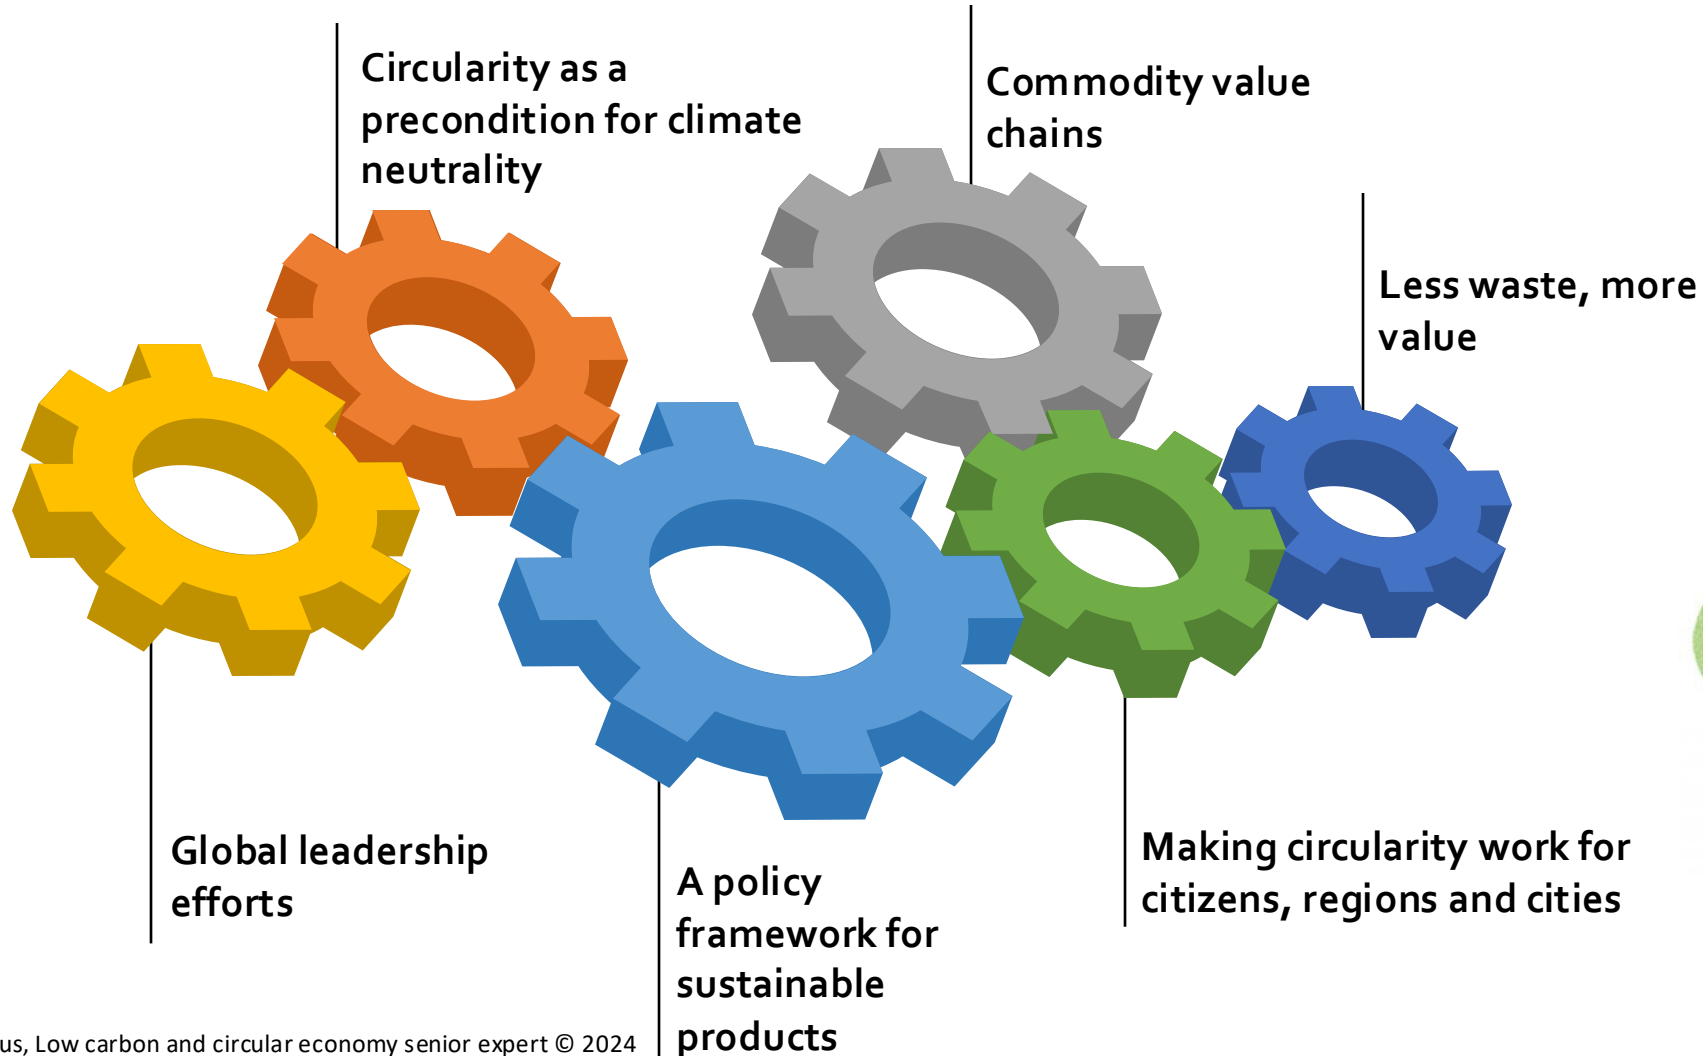 Circularity as a
precondition for climate
neutrality
Commodity value
chains
Less waste, more
value
Global leadership
efforts
A policy
framework for
sustainable
products
Making circularity work for
citizens, regions and cities
Low carbon and circular economy senior expert © 2024